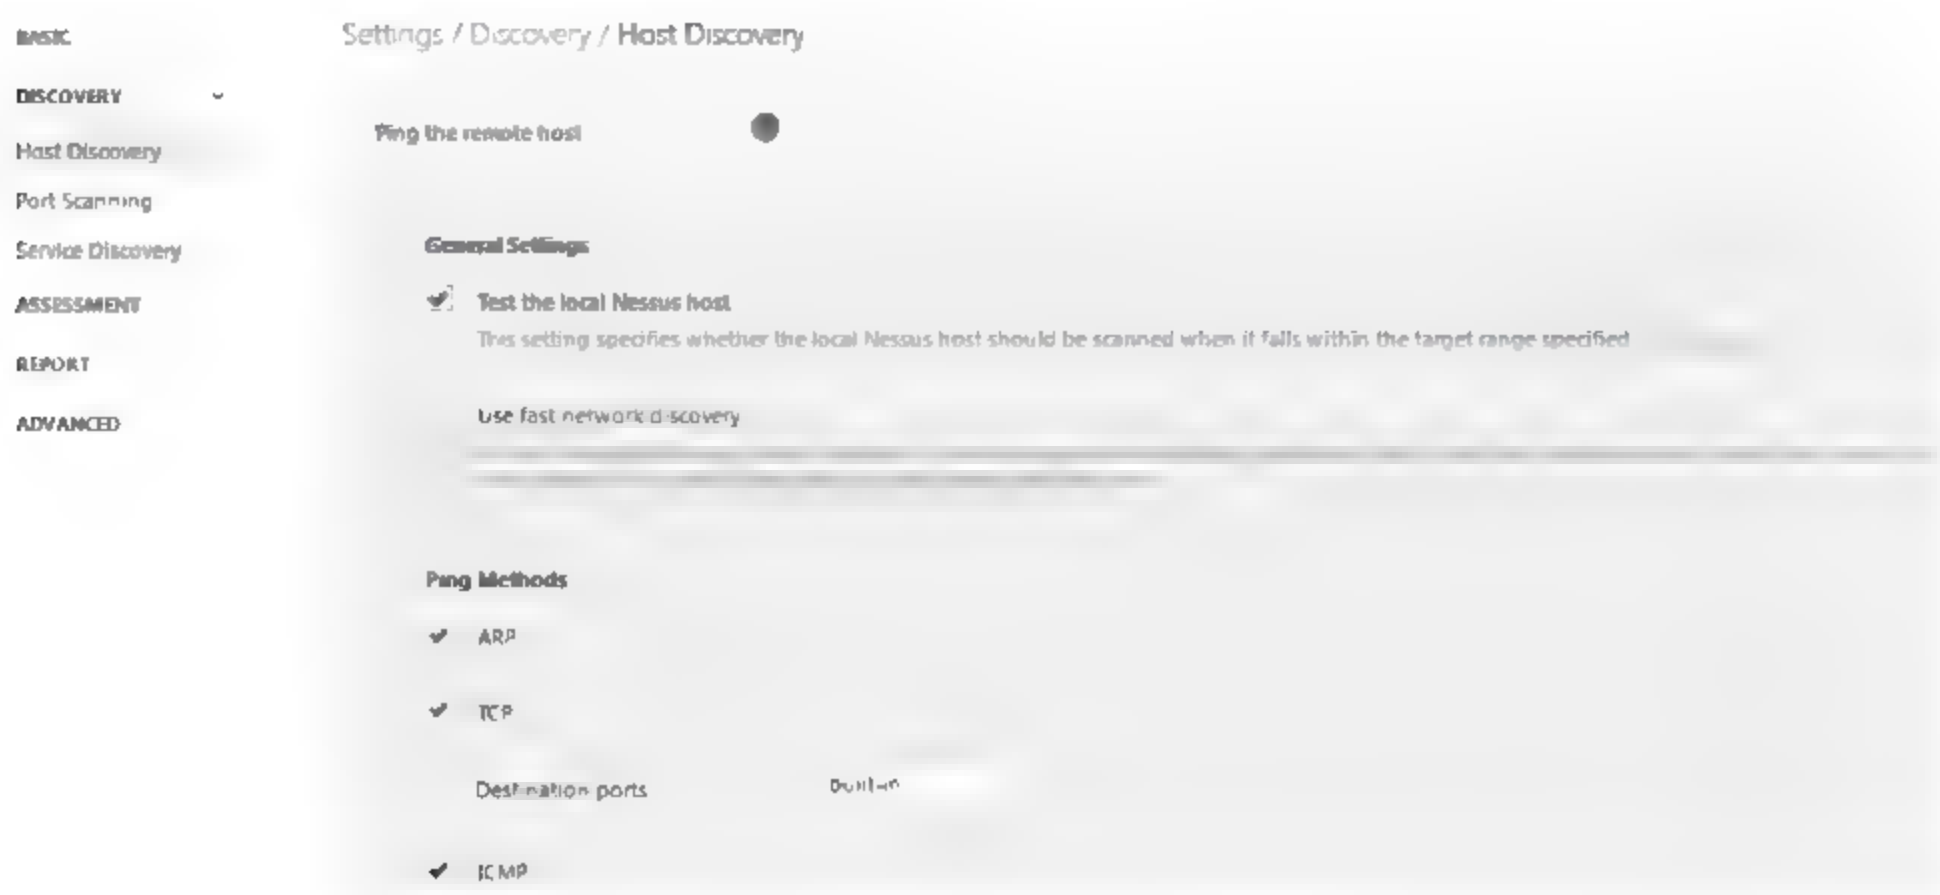 BASIC
DISCOVERY
Host Discovery
Port Scanning
Service Discovery
ASSESSMENT
REPORT
ADVANCED
Settings / Discovery / Host Discovery
Ping the remote host
General Settings
Test the local Nessus host
This setting specifies whether the local Nessus host should be scanned when it falls within the target range specified
Use fast network discovery
Ping Methods
ARP
TCP
Destination ports built-in
ICMP